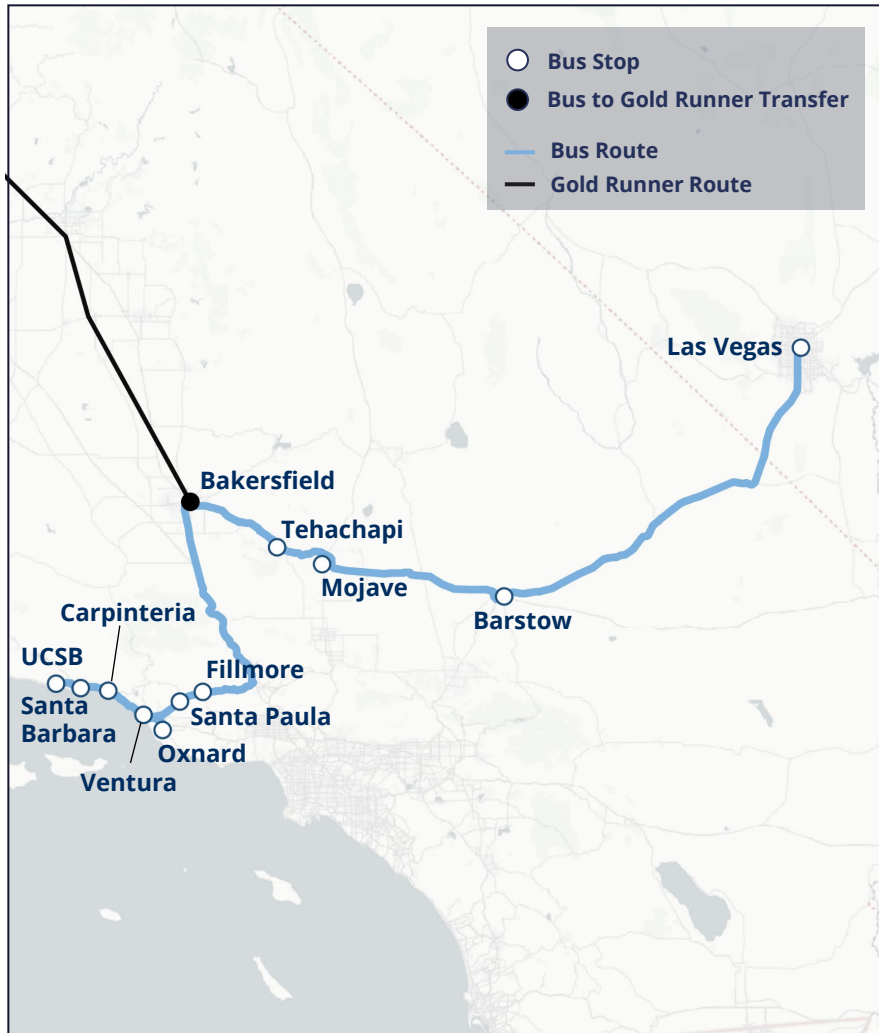 Bus Stop
Bus to Gold Runner Transfer
Bus Route
Gold Runner Route
Las Vegas
Bakersfield
Tehachapi
Mojave
Barstow
Carpinteria
UCSB
Fillmore
Santa
Barbara
Santa Paula
Oxnard
Ventura